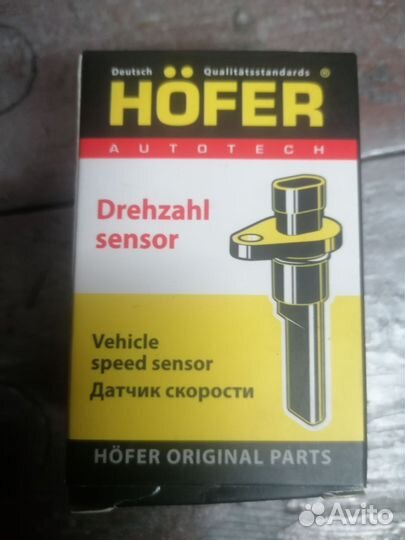 Deutsch Qualitätsstandards
HÖFER®
AUTOTECH
Drehzahl
sensor
Vehicle
speed sensor
Датчик скорости
HÖFER ORIGINAL PARTS
Avito